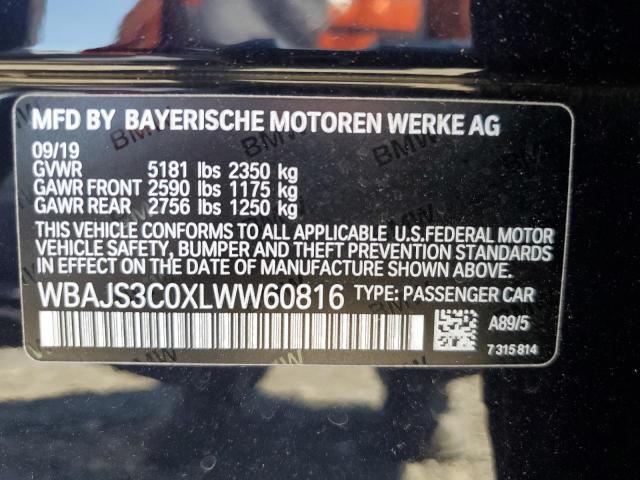 MFD BY BAYERISCHE MOTOREN WERKE AG
09/19
GVWR 5181 lbs 2350 kg
GAWR FRONT 2590 lbs 1175 kg
GAWR REAR 2756 lbs 1250 kg
THIS VEHICLE CONFORMS TO ALL APPLICABLE U.S.FEDERAL MOTOR
VEHICLE SAFETY, BUMPER AND THEFT PREVENTION STANDARDS
IN EFFECT ON THE DATE OF MANUFACTURE SHOWN ABOVE.
WBAJS3C0XLWW60816 TYPE: PASSENGER CAR
A89/5
7 315 814